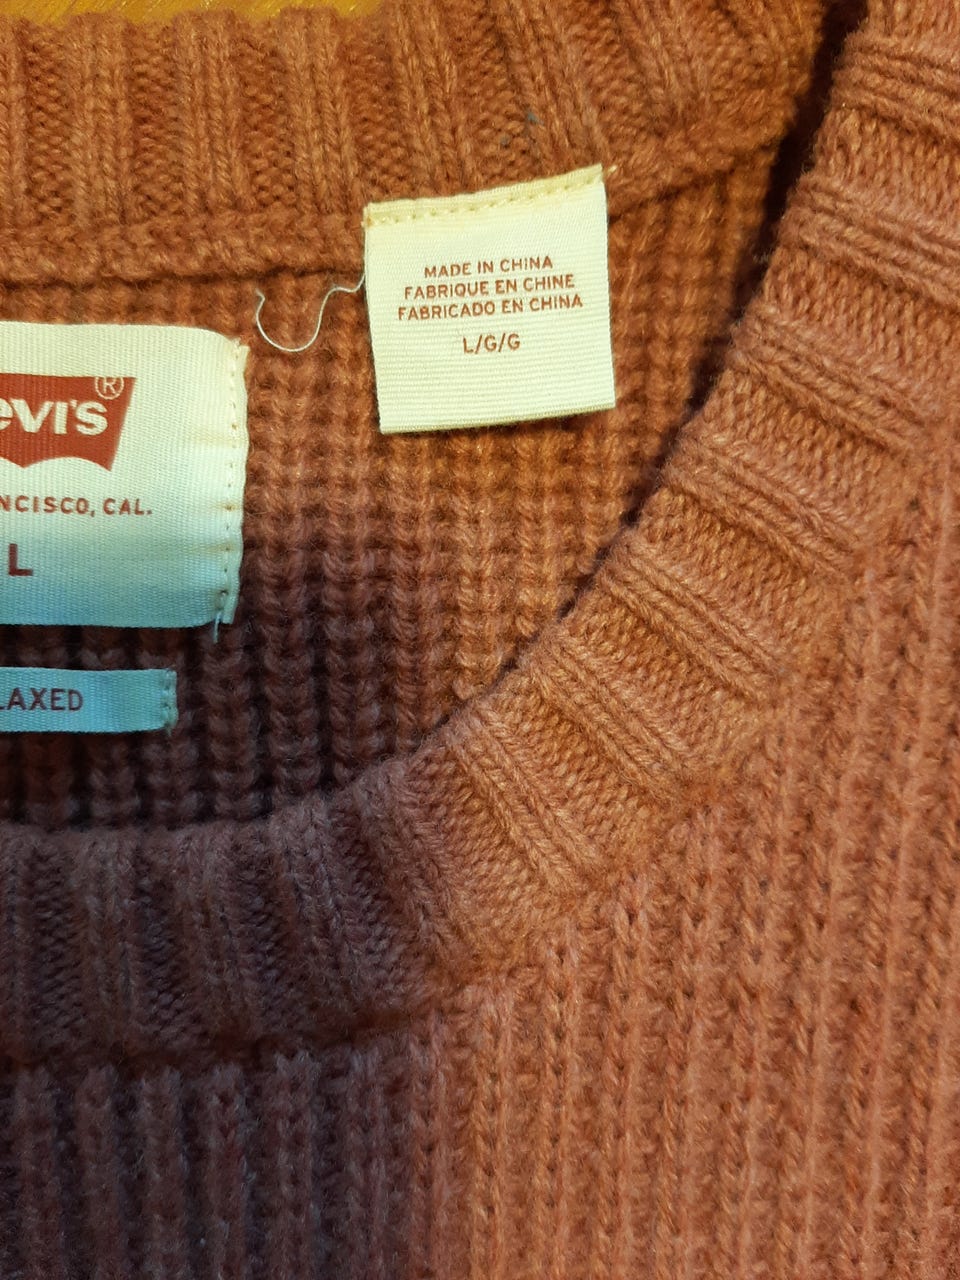 MADE IN CHINA
FABRIQUE EN CHINE
FABRICADO EN CHINA
L/G/G
evi's®
NCISCO, CAL.
L
LAXED